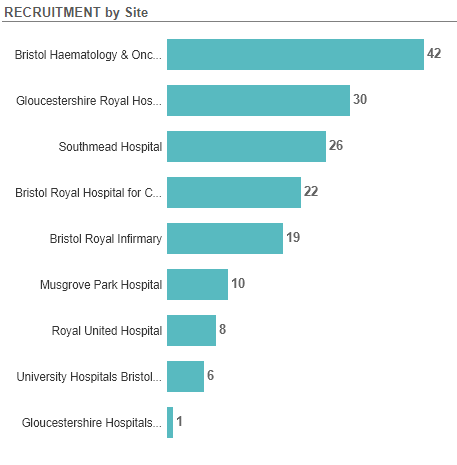 RECRUITMENT by Site
Bristol Haematology & Onc... 42
Gloucestershire Royal Hos... 30
Southmead Hospital 26
Bristol Royal Hospital for C... 22
Bristol Royal Infirmary 19
Musgrove Park Hospital 10
Royal United Hospital 8
University Hospitals Bristol... 6
Gloucestershire Hospitals... 1